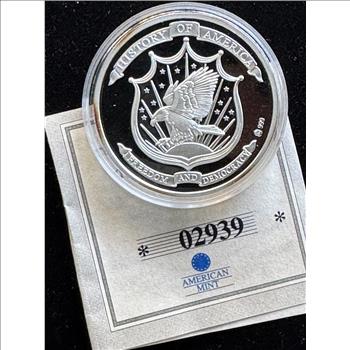 HISTORY OF AMERICA
999
FREEDOM AND DEMOCRACY
* 02939 *
AMERICAN
MINT